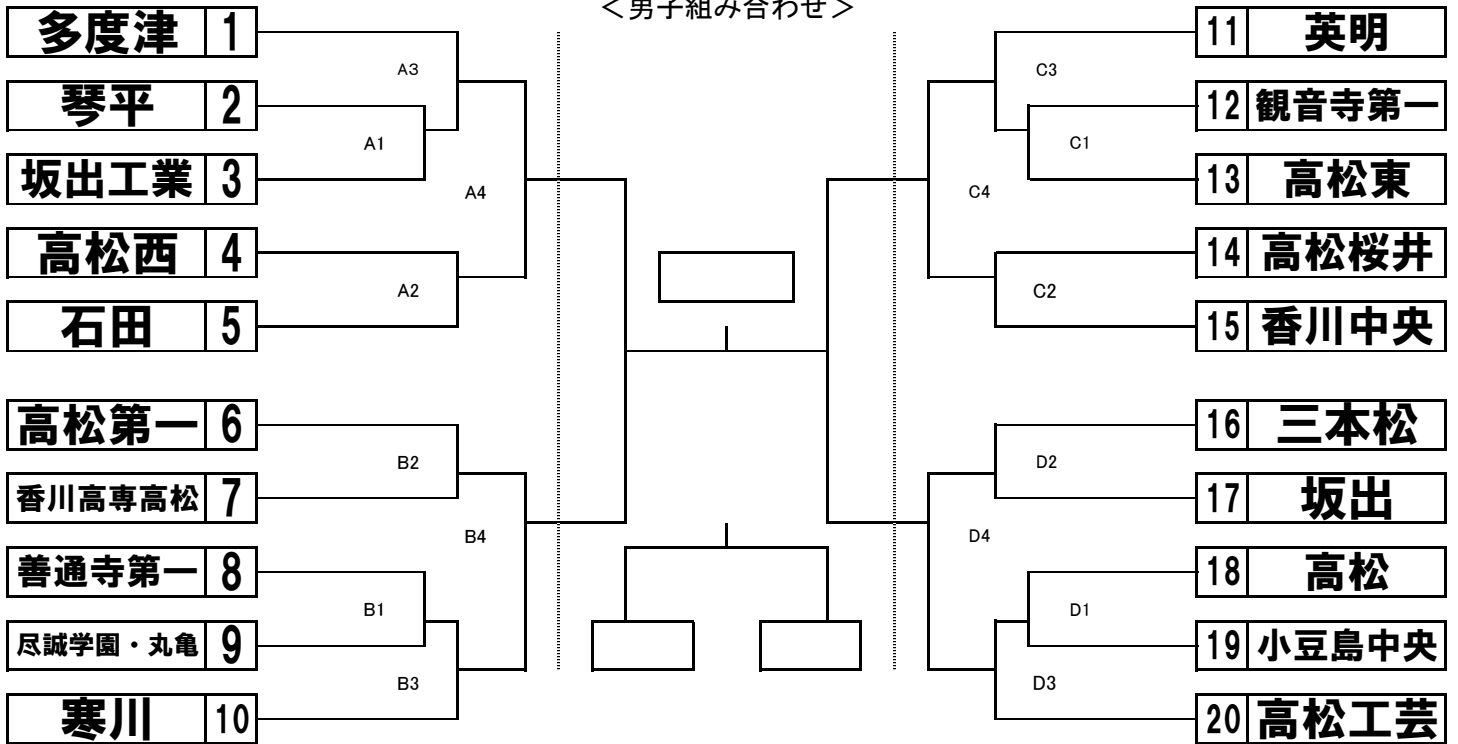 ＜男子組み合わせ＞
多度津 1
琴平 2
坂出工業 3
高松西 4
石田 5
高松第一 6
香川高専高松 7
善通寺第一 8
尽誠学園・丸亀 9
寒川 10
A3
A1
A4
A2
B2
B4
B1
B3
C3
C1
C4
C2
D2
D4
D1
D3
11 英明
12 観音寺第一
13 高松東
14 高松桜井
15 香川中央
16 三本松
17 坂出
18 高松
19 小豆島中央
20 高松工芸